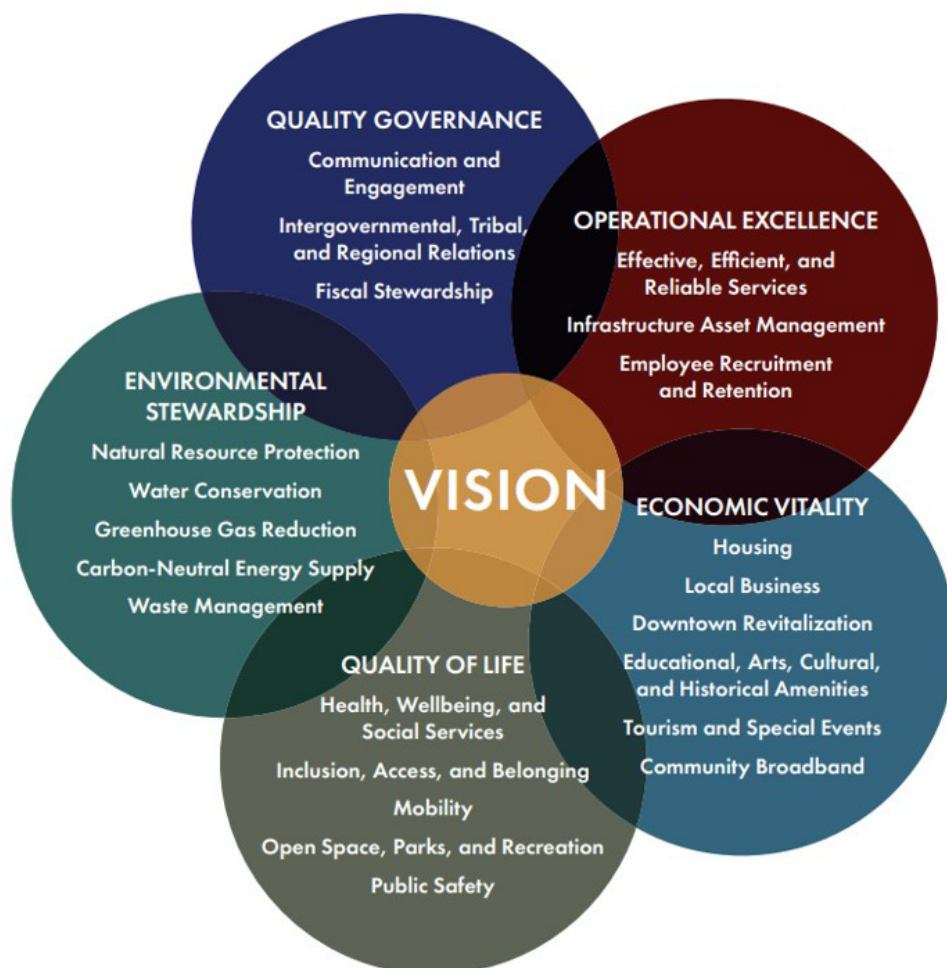 QUALITY GOVERNANCE
Communication and
Engagement
Intergovernmental, Tribal,
and Regional Relations
Fiscal Stewardship
OPERATIONAL EXCELLENCE
Effective, Efficient, and
Reliable Services
Infrastructure Asset Management
Employee Recruitment
and Retention
ENVIRONMENTAL
STEWARDSHIP
Natural Resource Protection
Water Conservation
Greenhouse Gas Reduction
Carbon-Neutral Energy Supply
Waste Management
VISION
ECONOMIC VITALITY
Housing
Local Business
Downtown Revitalization
Educational, Arts, Cultural,
and Historical Amenities
Tourism and Special Events
Community Broadband
QUALITY OF LIFE
Health, Wellbeing, and
Social Services
Inclusion, Access, and Belonging
Mobility
Open Space, Parks, and Recreation
Public Safety